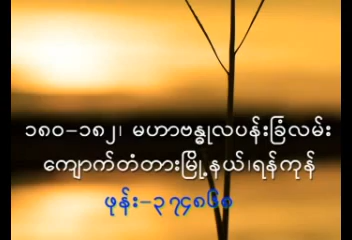 ၁၈၀-၁၈၂၊ မဟာဗန္ဓုလပန်းခြံလမ်း
ကျောက်တံတားမြို့နယ်၊ရန်ကုန်
ဖုန်း-၃၇၄၈၆၈